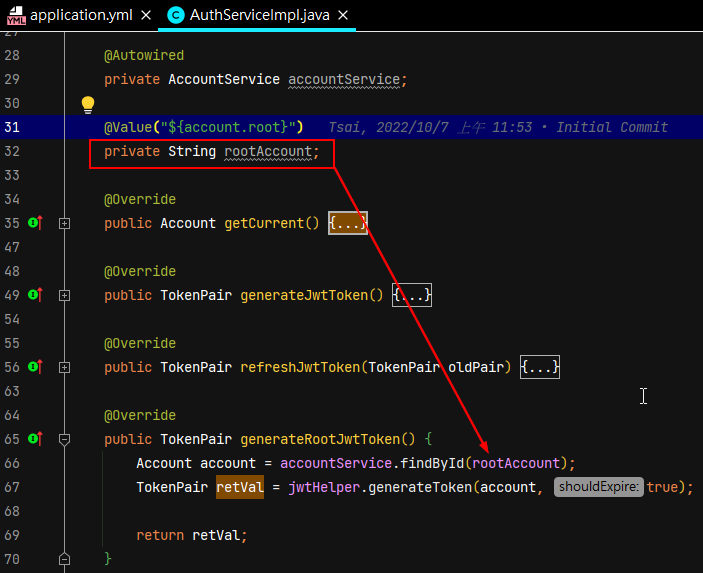 YML application.yml × C AuthServiceImpl.java ×
27
28 @Autowired
29 private AccountService accountService;
30
31 @Value("${account.root}") Tsai, 2022/10/7 上午 11:53 • Initial Commit
32 private String rootAccount;
33
34 @Override
35 public Account getCurrent() {...}
47
48 @Override
49 public TokenPair generateJwtToken() {...}
54
55 @Override
56 public TokenPair refreshJwtToken(TokenPair oldPair) {...}
63
64 @Override
65 public TokenPair generateRootJwtToken() {
66 Account account = accountService.findById(rootAccount);
67 TokenPair retVal = jwtHelper.generateToken(account, shouldExpire: true);
68
69 return retVal;
70 }